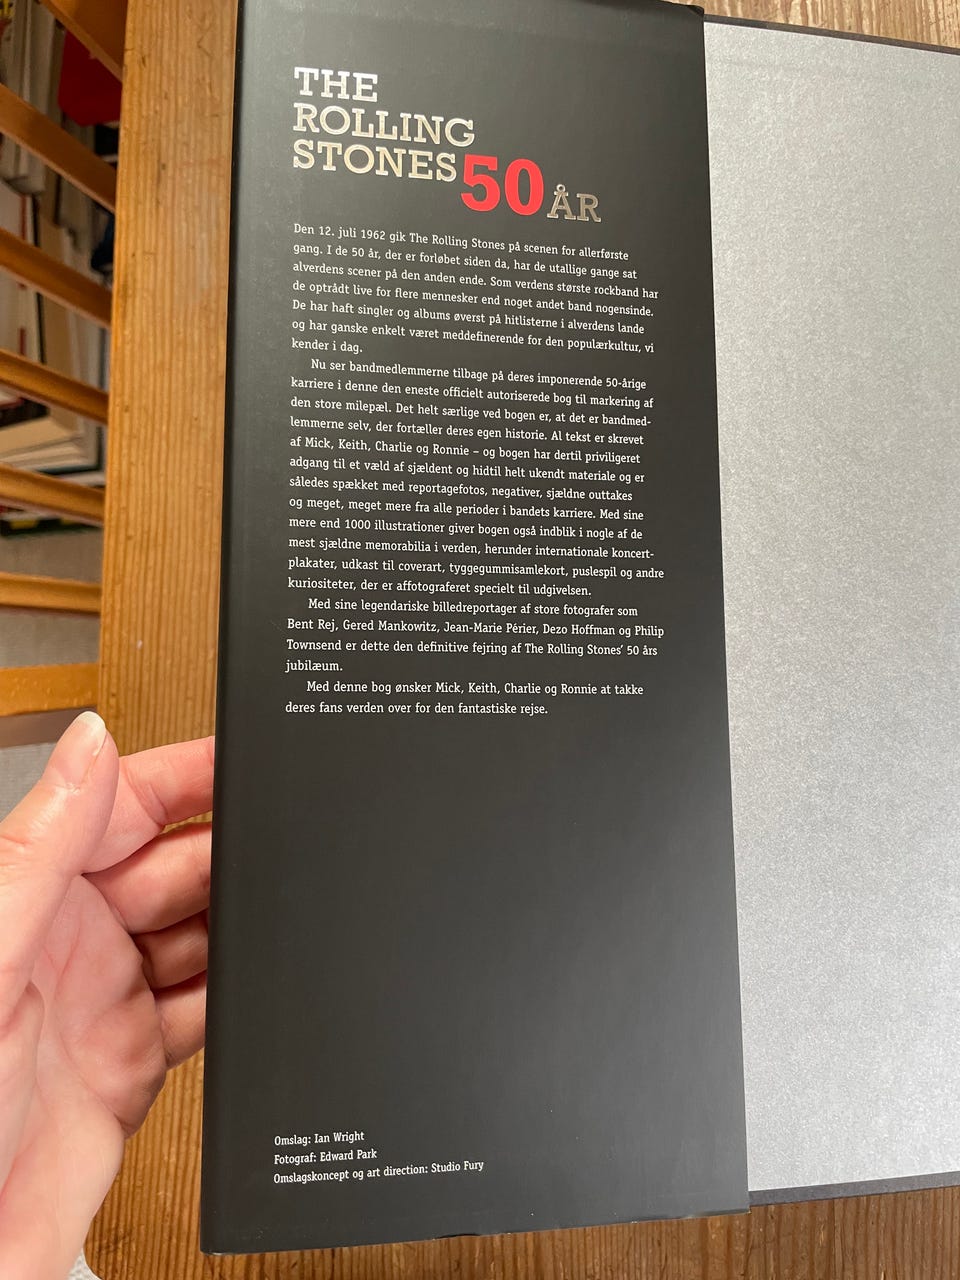 THE
ROLLING
STONES 50 ÅR
Den 12. juli 1962 gik The Rolling Stones på scenen for allerførste
gang. I de 50 år, der er forløbet siden da, har de utallige gange sat
alverdens scener på den anden ende. Som verdens største rockband har
de optrådt live for flere mennesker end noget andet band nogensinde.
De har haft singler og albums øverst på hitlisterne i alverdens lande
og har ganske enkelt været meddefinerende for den populærkultur, vi
kender i dag.
Nu ser bandmedlemmerne tilbage på deres imponerende 50-årige
karriere i denne den eneste officielt autoriserede bog til markering af
den store milepæl. Det helt særlige ved bogen er, at det er bandmed-
lemmerne selv, der fortæller deres egen historie. Al tekst er skrevet
af Mick, Keith, Charlie og Ronnie – og bogen har dertil priviligeret
adgang til et væld af sjældent og hidtil helt ukendt materiale og er
således spækket med reportagefotos, negativer, sjældne outtakes
og meget, meget mere fra alle perioder i bandets karriere. Med sine
mere end 1000 illustrationer giver bogen også indblik i nogle af de
mest sjældne memorabilia i verden, herunder internationale koncert-
plakater, udkast til coverart, tyggegummisamlekort, puslespil og andre
kuriositeter, der er affotograferet specielt til udgivelsen.
Med sine legendariske billedreportager af store fotografer som
Bent Rej, Gered Mankowitz, Jean-Marie Périer, Dezo Hoffman og Philip
Townsend er dette den definitive fejring af The Rolling Stones’ 50 års
jubilæum.
Med denne bog ønsker Mick, Keith, Charlie og Ronnie at takke
deres fans verden over for den fantastiske rejse.
Omslag: Ian Wright
Fotograf: Edward Park
Omslagskoncept og art direction: Studio Fury